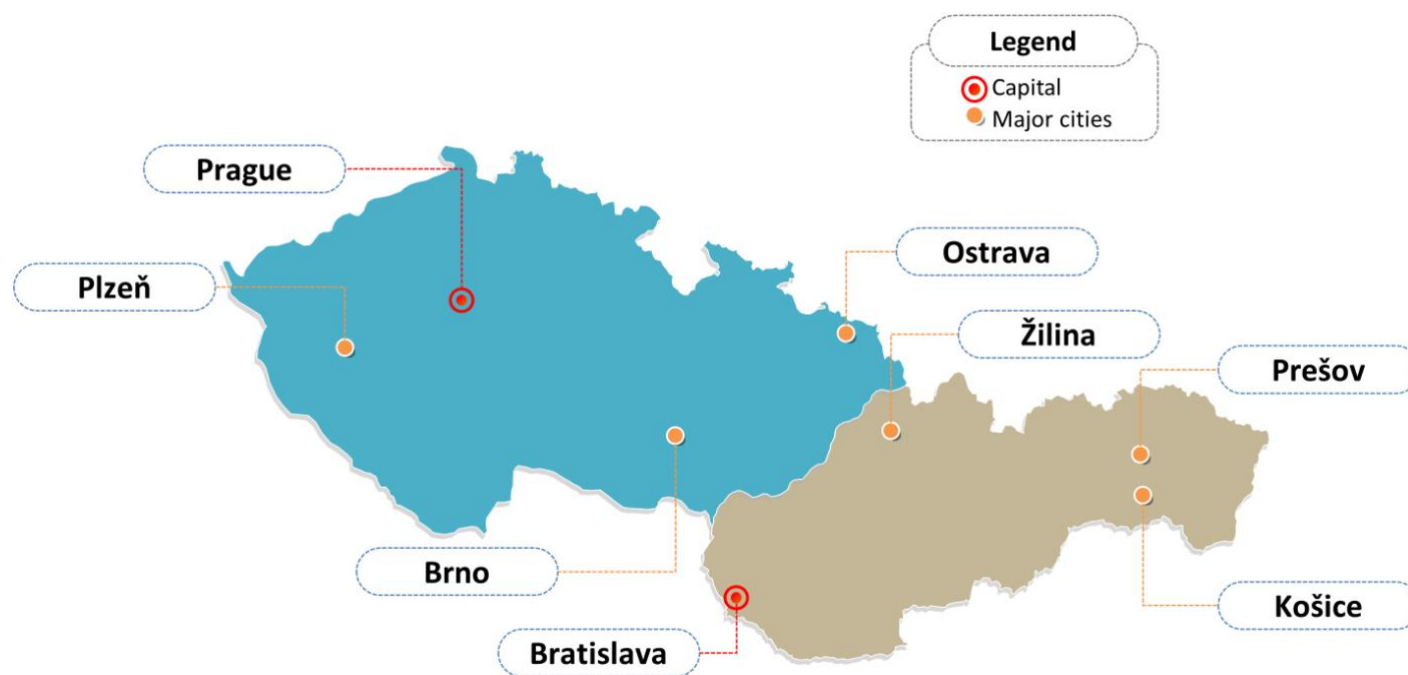 Legend
Capital
Major cities
Prague
Ostrava
Plzeň
Žilina
Prešov
Brno
Košice
Bratislava